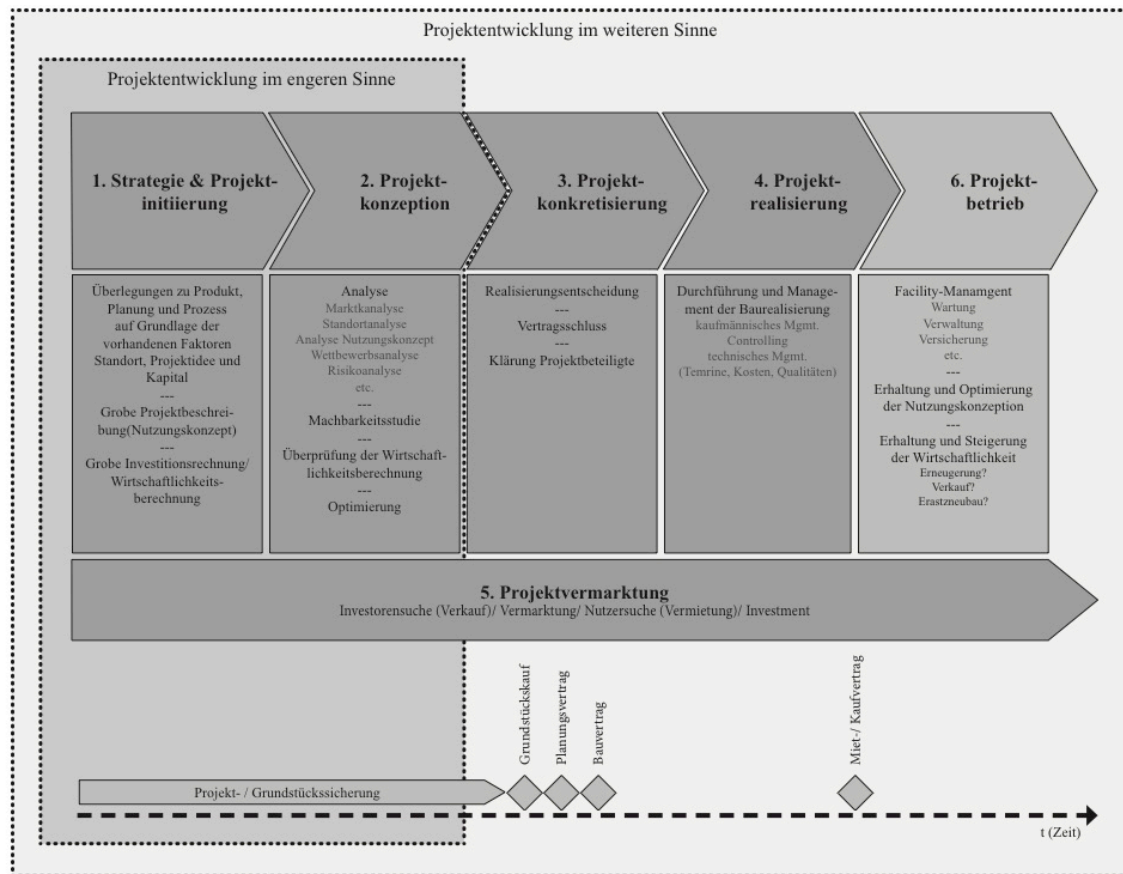 Projektentwicklung im weiteren Sinne
Projektentwicklung im engeren Sinne
1. Strategie & Projekt-
initiierung
2. Projekt-
konzeption
3. Projekt-
konkretisierung
4. Projekt-
realisierung
6. Projekt-
betrieb
Überlegungen zu Produkt,
Planung und Prozess
auf Grundlage der
vorhandenen Faktoren
Standort, Projektidee und
Kapital
---
Grobe Projektbeschrei-
bung(Nutzungskonzept)
---
Grobe Investitionsrechnung/
Wirtschaftlichkeits-
berechnung
Analyse
Marktkanalyse
Standortanalyse
Analyse Nutzungskonzept
Wettbewerbsanalyse
Risikoanalyse
etc.
---
Machbarkeitsstudie
---
Überprüfung der Wirtschaft-
lichkeitsberechnung
---
Optimierung
Realisierungsentscheidung
---
Vertragsschluss
---
Klärung Projektbeteiligte
Durchführung und Manage-
ment der Baurealisierung
kaufmännisches Mgmt.
Controlling
technisches Mgmt.
(Temrine, Kosten, Qualitäten)
Facility-Manamgent
Wartung
Verwaltung
Versicherung
etc.
---
Erhaltung und Optimierung
der Nutzungskonzeption
---
Erhaltung und Steigerung
der Wirtschaftlichkeit
Erneugerung?
Verkauf?
Erastzneubau?
5. Projektvermarktung
Investorensuche (Verkauf)/ Vermarktung/ Nutzersuche (Vermietung)/ Investment
Grundstückskauf
Planungsvertrag
Bauvertrag
Miet-/ Kaufvertrag
Projekt- / Grundstückssicherung
t (Zeit)